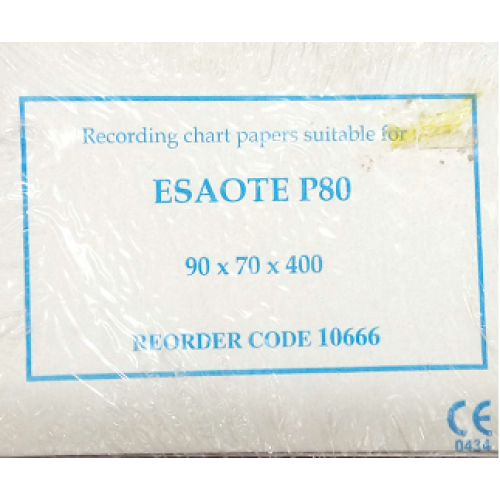 Recording chart papers suitable for
ESAOTE P80
90 x 70 x 400
REORDER CODE 10666
CE
0434